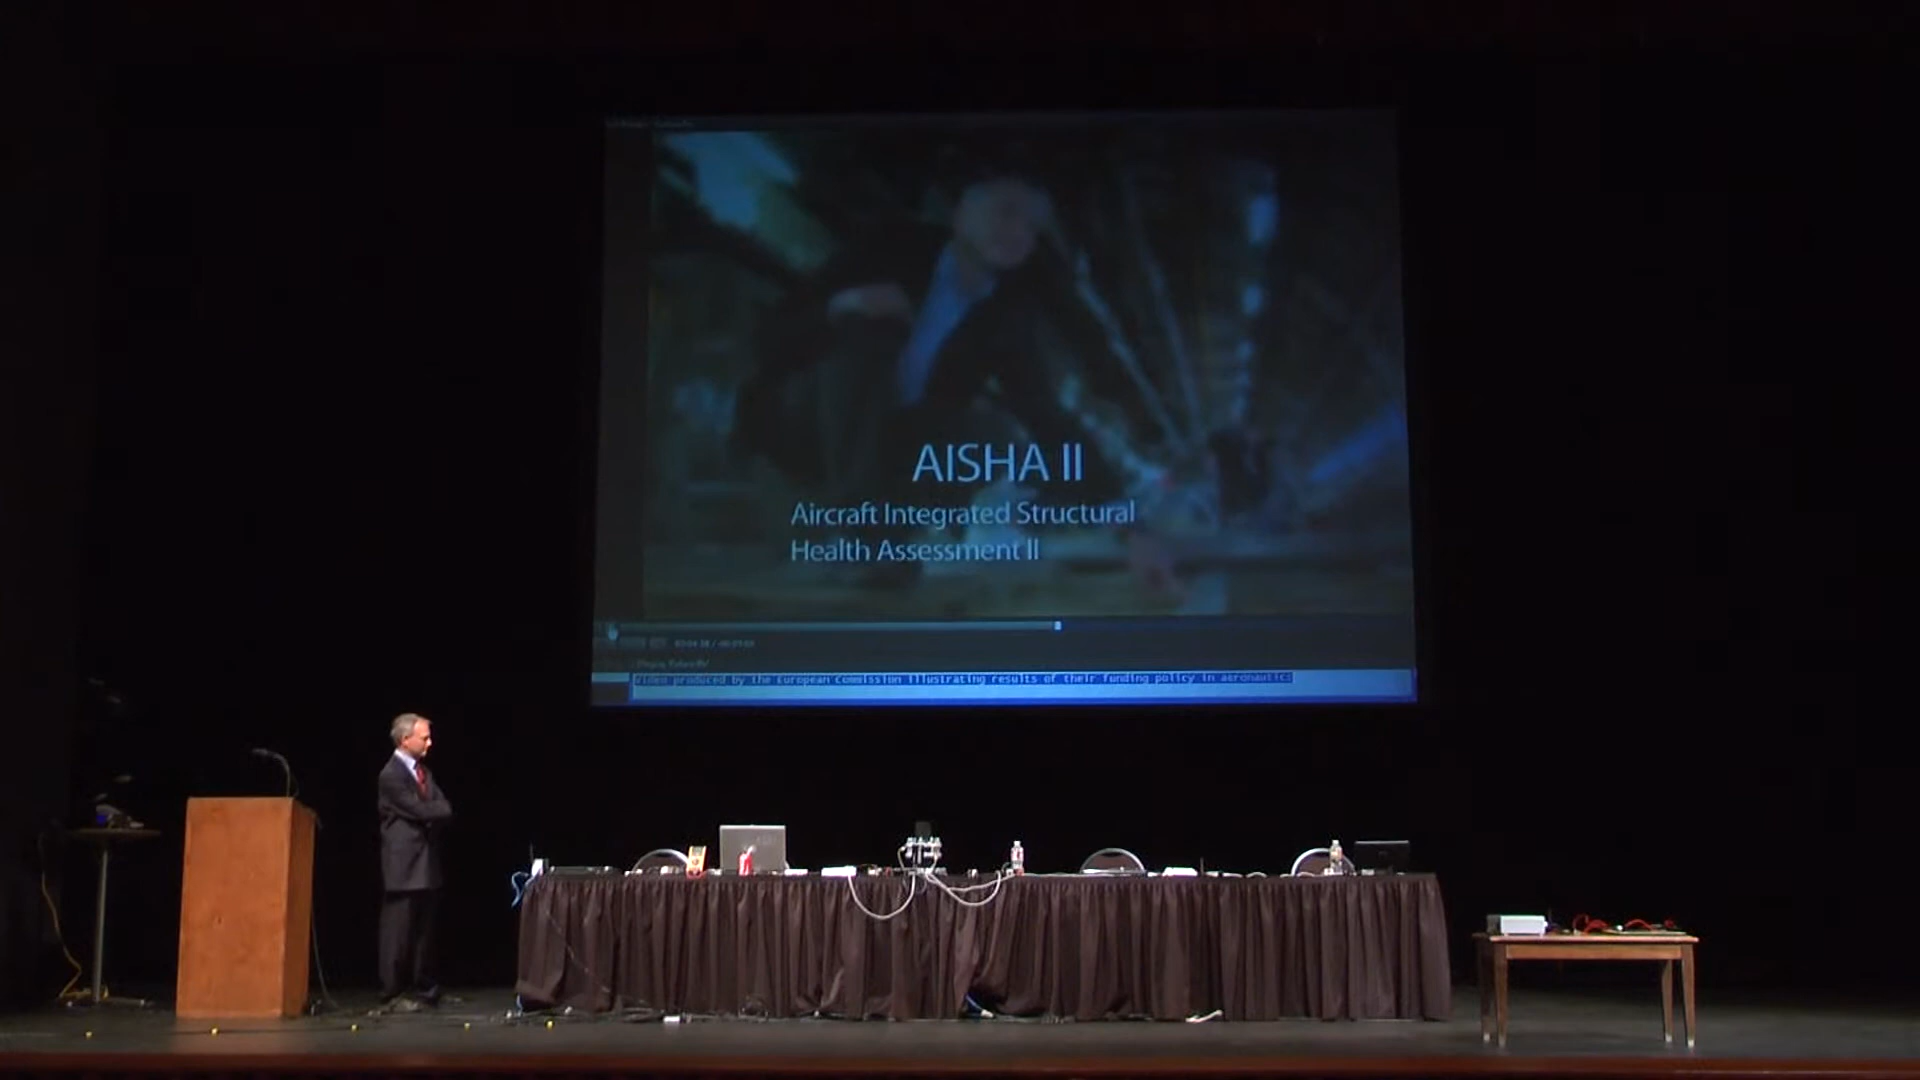 AISHA II
Aircraft Integrated Structural
Health Assessment II
Video produced by the European Commission illustrating results of their funding policy in aeronautics